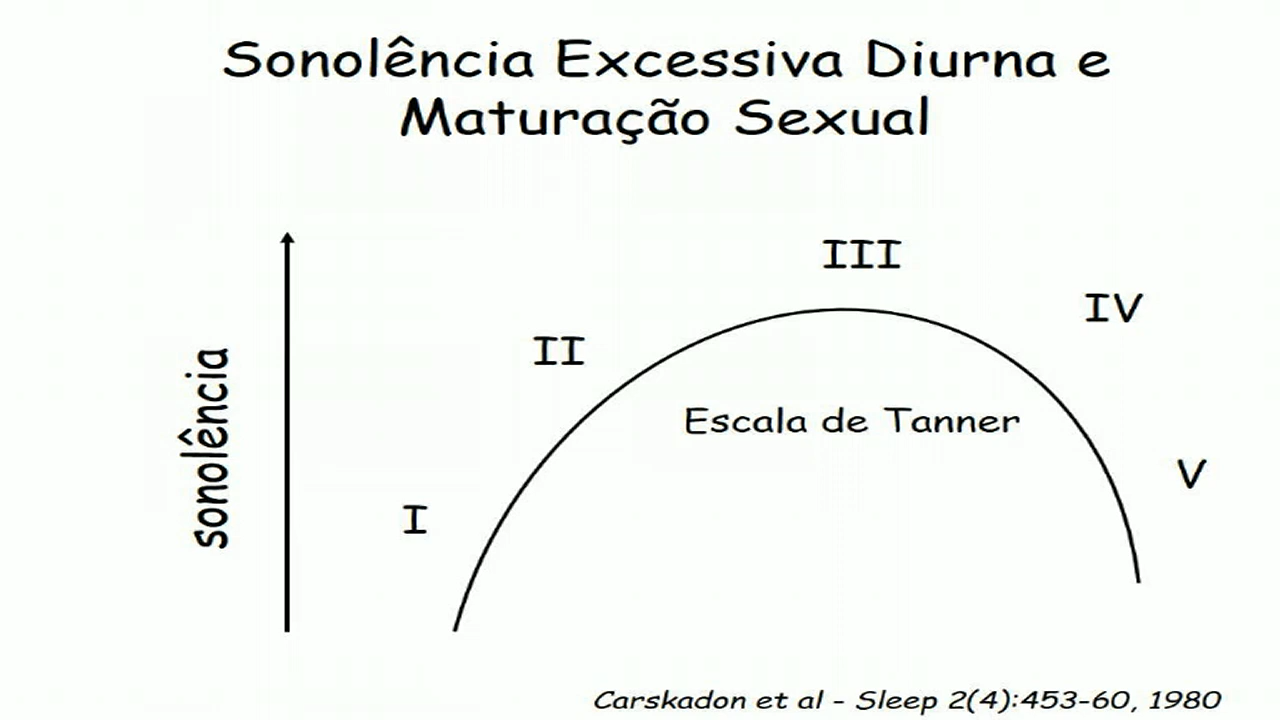 Sonolência Excessiva Diurna e
Maturação Sexual
III
IV
II
sonolência
Escala de Tanner
V
I
Carskadon et al - Sleep 2(4):453-60, 1980